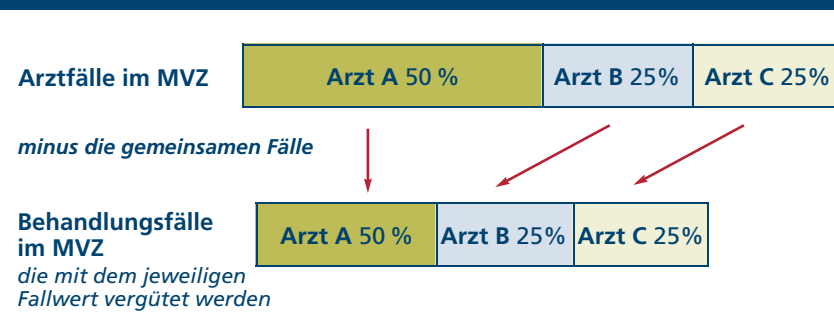 Arztfälle im MVZ
Arzt A 50 %
Arzt B 25%
Arzt C 25%
minus die gemeinsamen Fälle
Behandlungsfälle
im MVZ
die mit dem jeweiligen
Fallwert vergütet werden
Arzt A 50 %
Arzt B 25%
Arzt C 25%